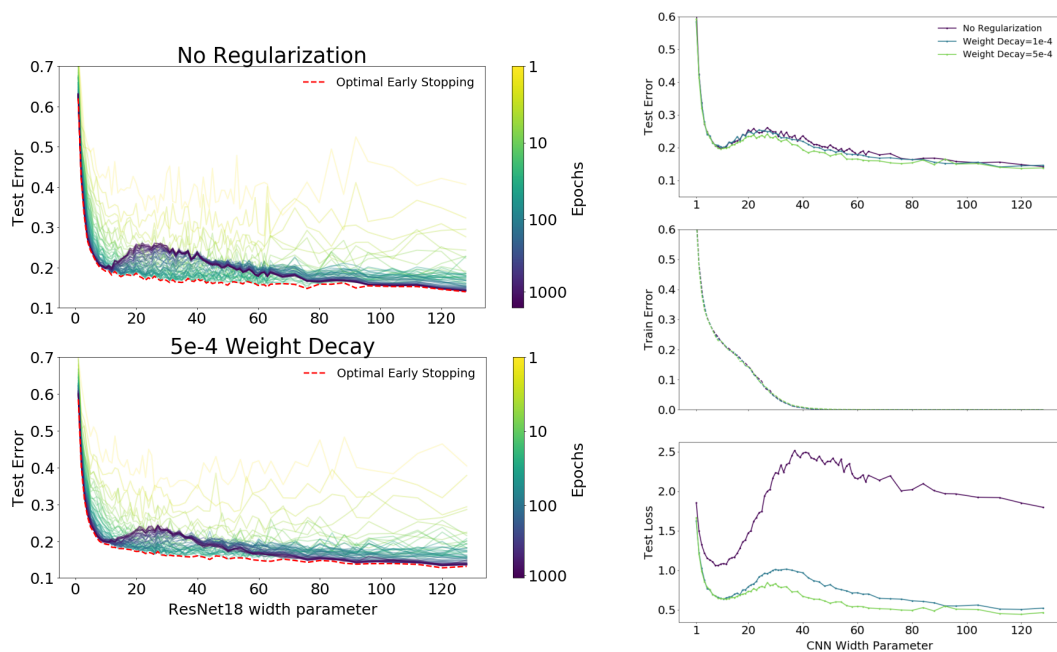 No Regularization
0.7
0.6
0.5
0.4
0.3
0.2
0.1
Test Error
Optimal Early Stopping
0 20 40 60 80 100 120
1
10
100
1000
Epochs
5e-4 Weight Decay
0.7
0.6
0.5
0.4
0.3
0.2
0.1
Test Error
Optimal Early Stopping
0 20 40 60 80 100 120
ResNet18 width parameter
1
10
100
1000
Epochs
0.6
0.5
0.4
0.3
0.2
0.1
Test Error
No Regularization
Weight Decay=1e-4
Weight Decay=5e-4
1 20 40 60 80 100 120
0.5
0.4
0.3
0.2
0.1
0.0
Train Error
2.5
2.0
1.5
1.0
0.5
Test Loss
1 20 40 60 80 100 120
CNN Width Parameter